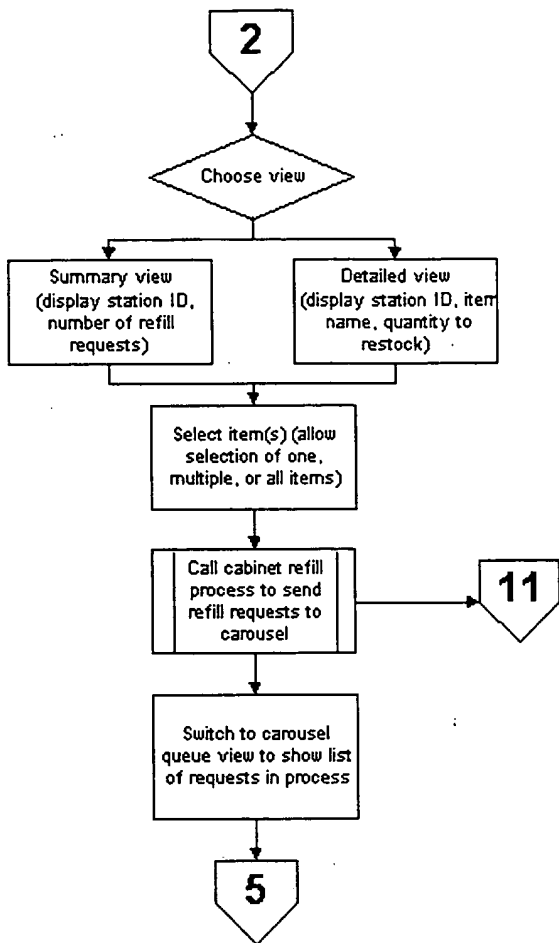 2
Choose view
Summary view
(display station ID,
number of refill
requests)
Detailed view
(display station ID, item
name, quantity to
restock)
Select item(s) (allow
selection of one,
multiple, or all items)
Call cabinet refill
process to send
refill requests to
carousel
11
Switch to carousel
queue view to show list
of requests in process
5